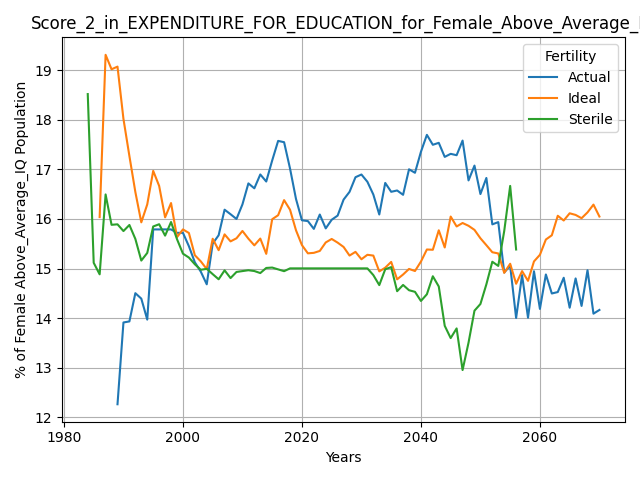 Score_2_in_EXPENDITURE_FOR_EDUCATION_for_Female_Above_Average_
% of Female Above_Average_IQ Population
19
18
17
16
15
14
13
12
Fertility
Actual
Ideal
Sterile
1980 2000 2020 2040 2060
Years